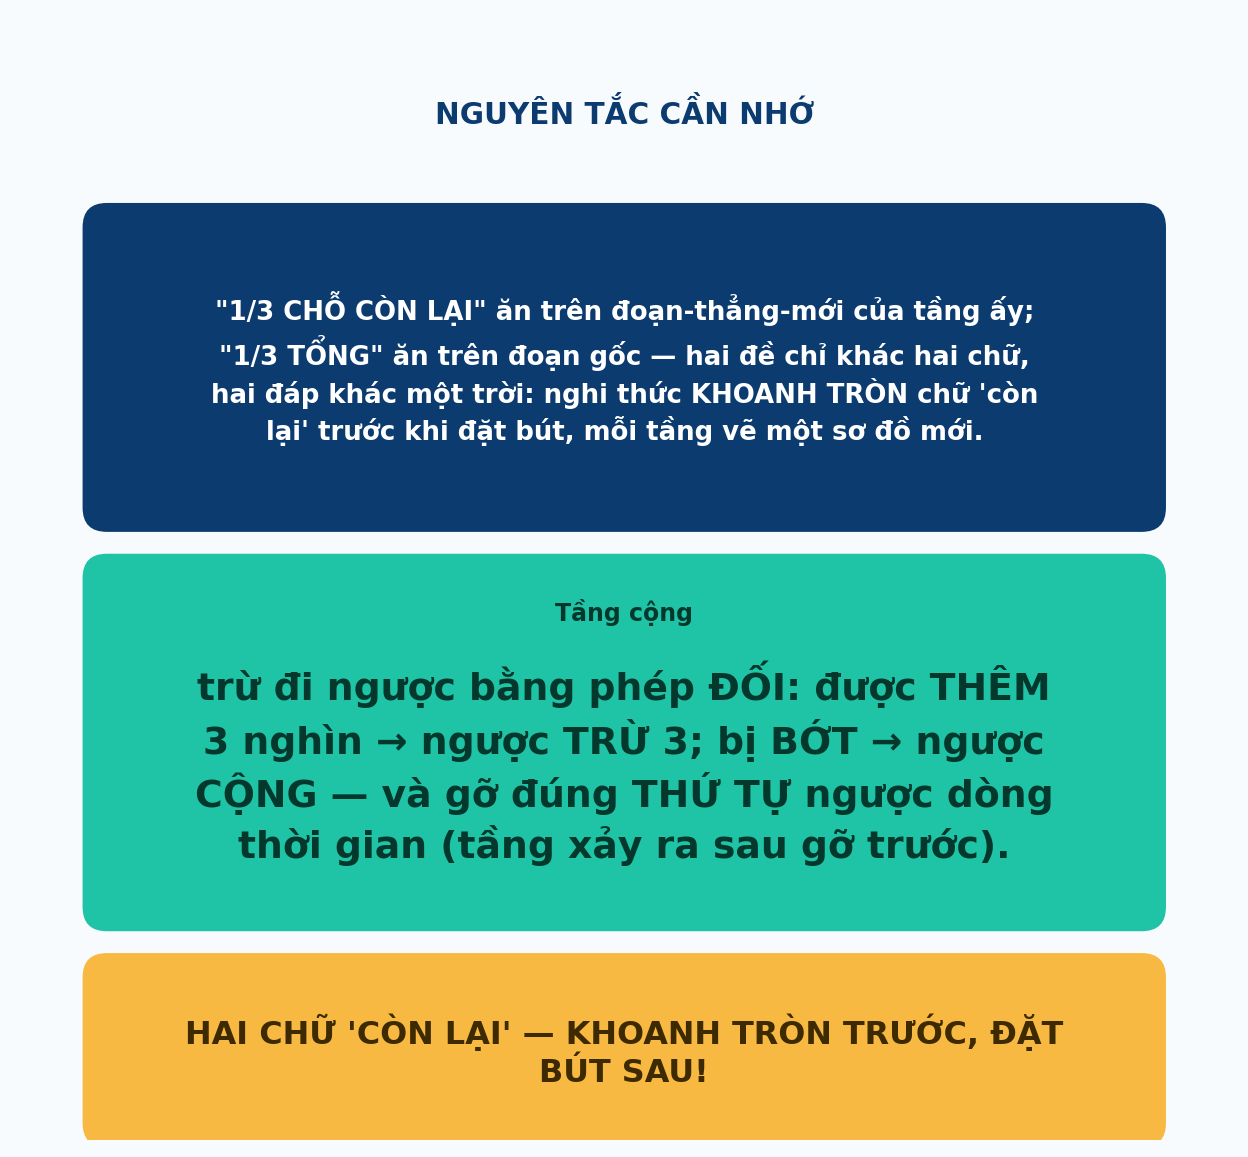 NGUYÊN TẮC CẦN NHỚ
"1/3 CHỖ CÒN LẠI" ăn trên đoạn-thẳng-mới của tầng ấy;
"1/3 TỔNG" ăn trên đoạn gốc — hai đề chỉ khác hai chữ,
hai đáp khác một trời: nghi thức KHOANH TRÒN chữ 'còn
lại' trước khi đặt bút, mỗi tầng vẽ một sơ đồ mới.
Tầng cộng
trừ đi ngược bằng phép ĐỐI: được THÊM
3 nghìn → ngược TRỪ 3; bị BỚT → ngược
CỘNG — và gỡ đúng THỨ TỰ ngược dòng
thời gian (tầng xảy ra sau gỡ trước).
HAI CHỮ 'CÒN LẠI' — KHOANH TRÒN TRƯỚC, ĐẶT
BÚT SAU!